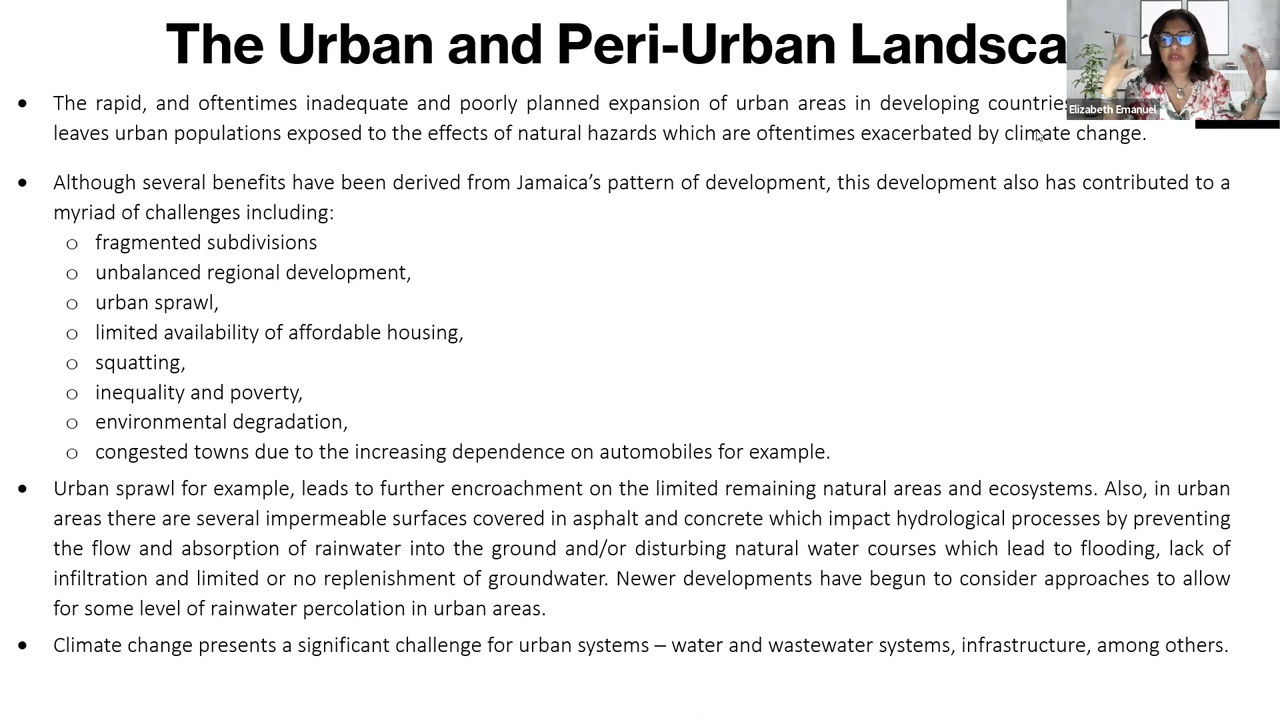 The Urban and Peri-Urban Landsca
• The rapid, and oftentimes inadequate and poorly planned expansion of urban areas in developing countries
leaves urban populations exposed to the effects of natural hazards which are oftentimes exacerbated by climate change.
• Although several benefits have been derived from Jamaica’s pattern of development, this development also has contributed to a
myriad of challenges including:
o fragmented subdivisions
o unbalanced regional development,
o urban sprawl,
o limited availability of affordable housing,
o squatting,
o inequality and poverty,
o environmental degradation,
o congested towns due to the increasing dependence on automobiles for example.
• Urban sprawl for example, leads to further encroachment on the limited remaining natural areas and ecosystems. Also, in urban
areas there are several impermeable surfaces covered in asphalt and concrete which impact hydrological processes by preventing
the flow and absorption of rainwater into the ground and/or disturbing natural water courses which lead to flooding, lack of
infiltration and limited or no replenishment of groundwater. Newer developments have begun to consider approaches to allow
for some level of rainwater percolation in urban areas.
• Climate change presents a significant challenge for urban systems – water and wastewater systems, infrastructure, among others.
Elizabeth Emanuel